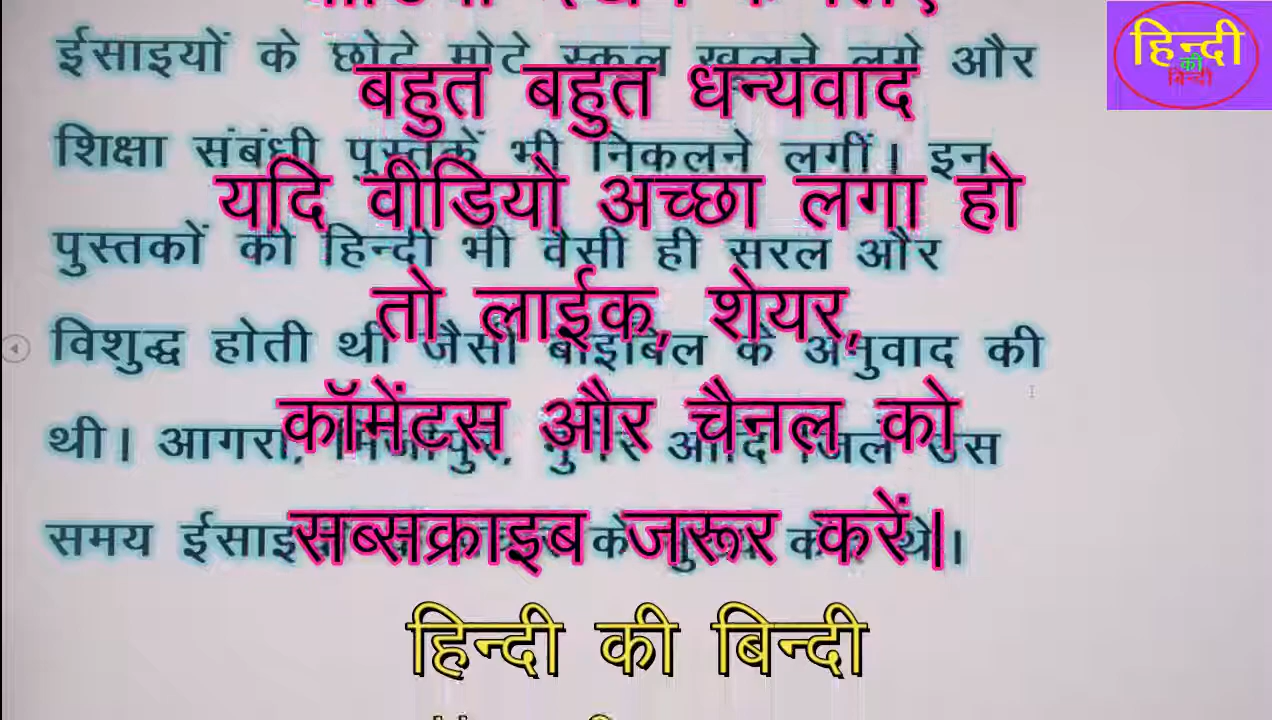 हिन्दी
की
बिन्दी
ईसाइयों के छोटे मोटे स्कूल खुलने लगे और
बहुत बहुत धन्यवाद
शिक्षा संबंधी पुस्तकें भी निकलने लगीं। इन
यदि वीडियो अच्छा लगा हो
पुस्तकों की हिन्दी भी वैसी ही सरल और
तो लाईक, शेयर,
विशुद्ध होती थी जैसी बाइबिल के अनुवाद की
कॉमेंटस और चैनल को
थी। आगरा, आदि
समय के थे।
सब्सक्राइब जरूर करें।
हिन्दी की बिन्दी